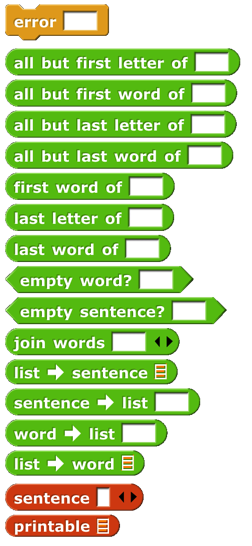 error
all but first letter of
all but first word of
all but last letter of
all but last word of
first word of
last letter of
last word of
empty word?
empty sentence?
join words
list → sentence
sentence → list
word → list
list → word
sentence
printable